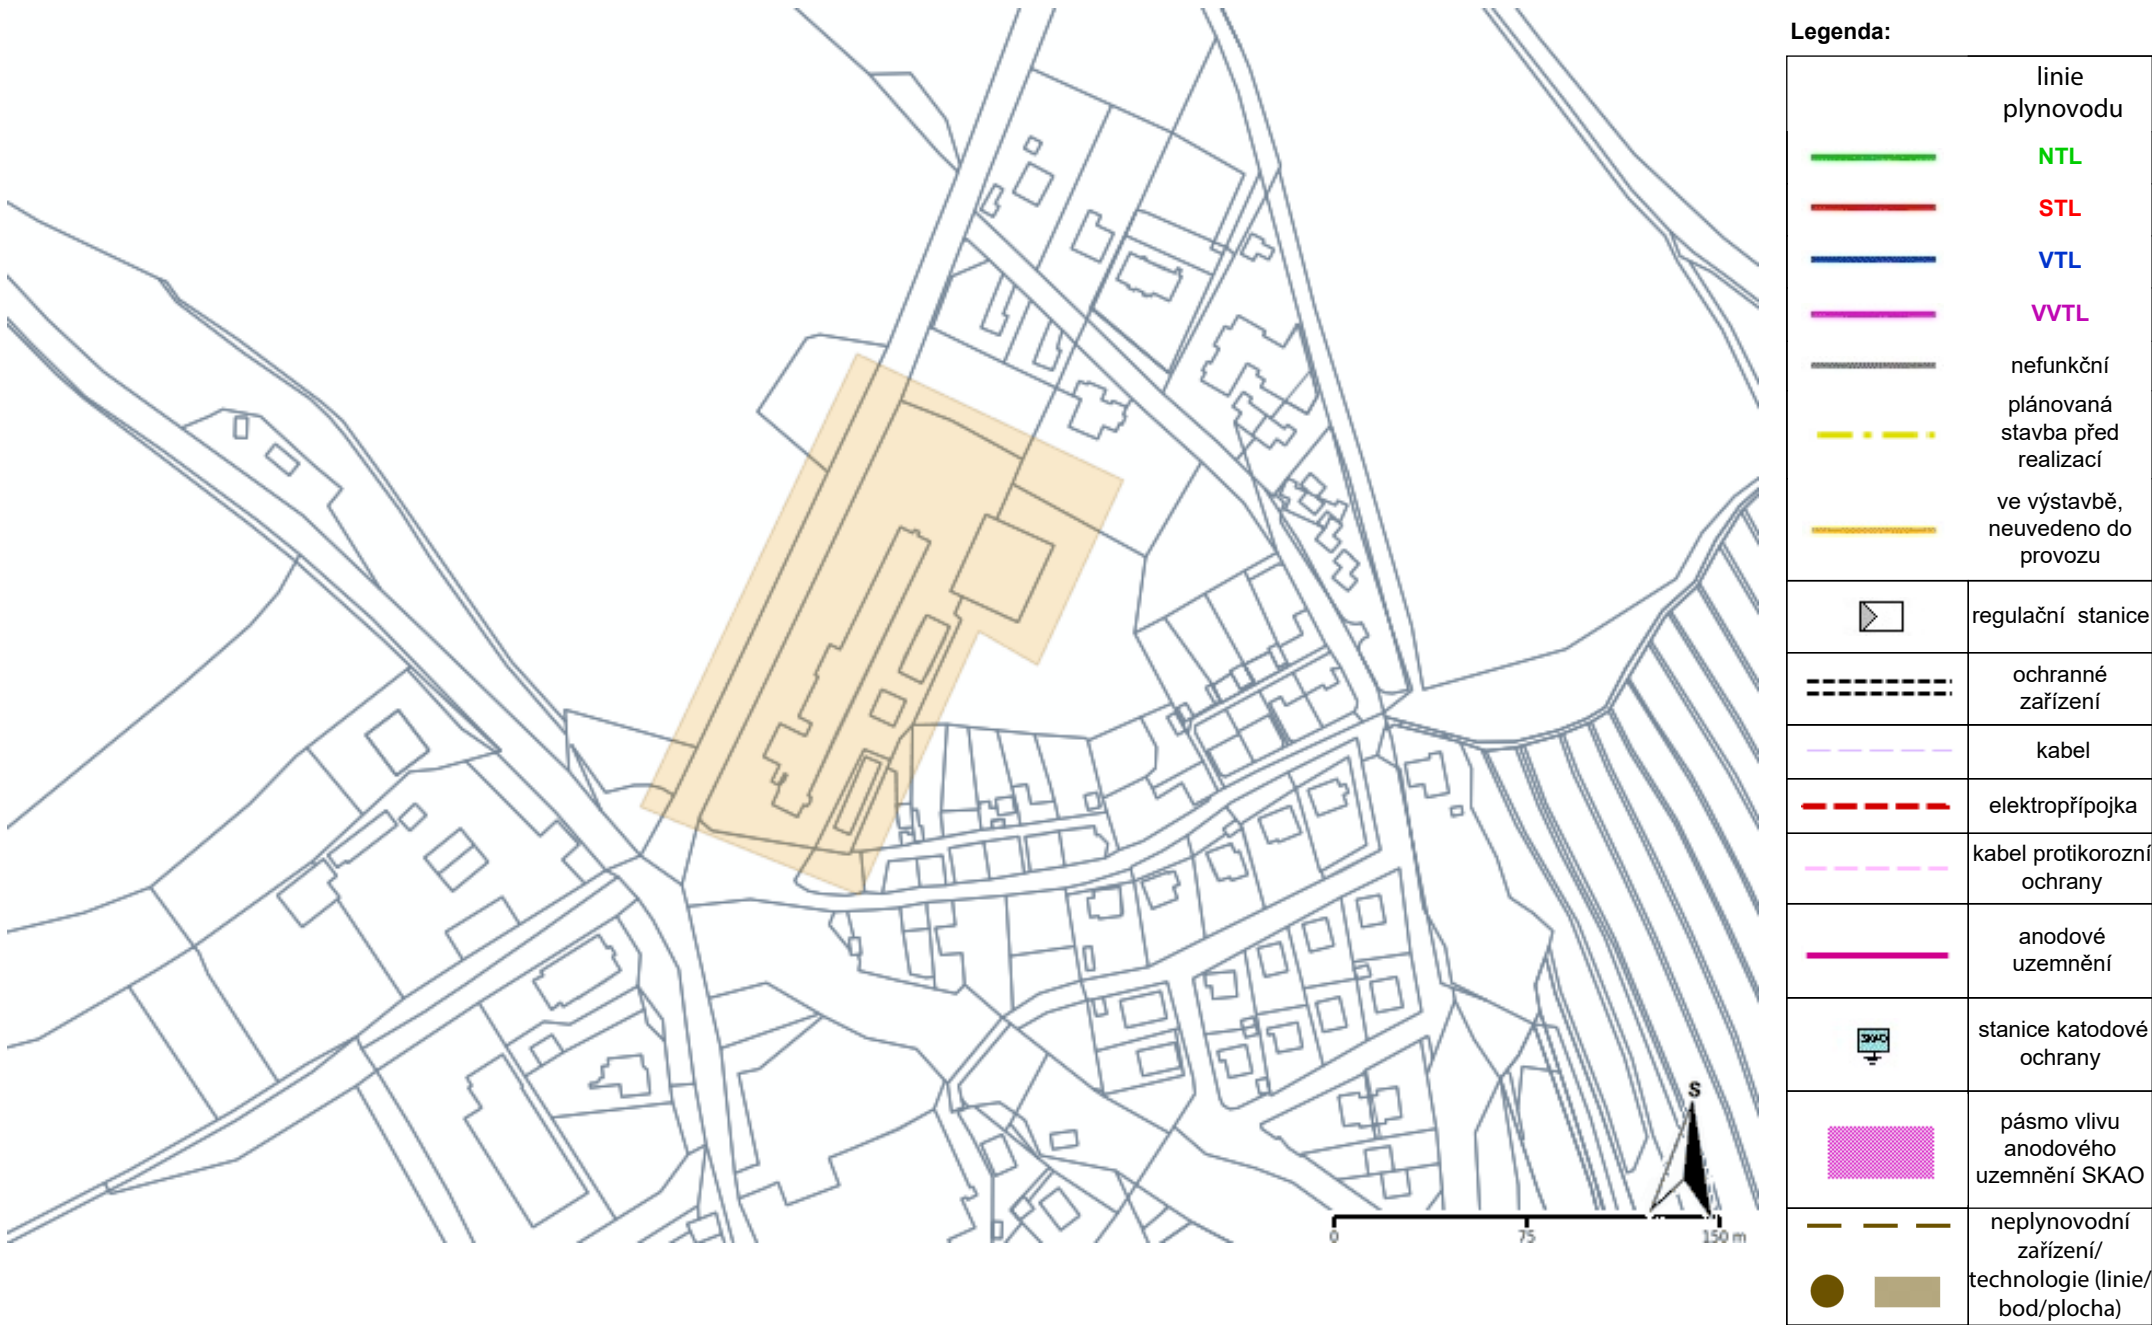 Legenda:
linie
plynovodu
NTL
STL
VTL
VVTL
nefunkční
plánovaná
stavba před
realizací
ve výstavbě,
neuvedeno do
provozu
regulační stanice
ochranné
zařízení
kabel
elektropřípojka
kabel protikorozní
ochrany
anodové
uzemnění
SKAO
stanice katodové
ochrany
pásmo vlivu
anodového
uzemnění SKAO
neplynovodní
zařízení/
technologie (linie/
bod/plocha)
S
0 75 150 m